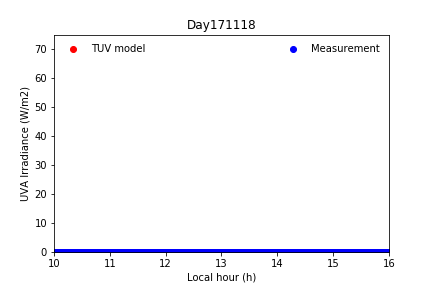 Day171118
TUV model
Measurement
UVA Irradiance (W/m2)
70
60
50
40
30
20
10
0
10 11 12 13 14 15 16
Local hour (h)